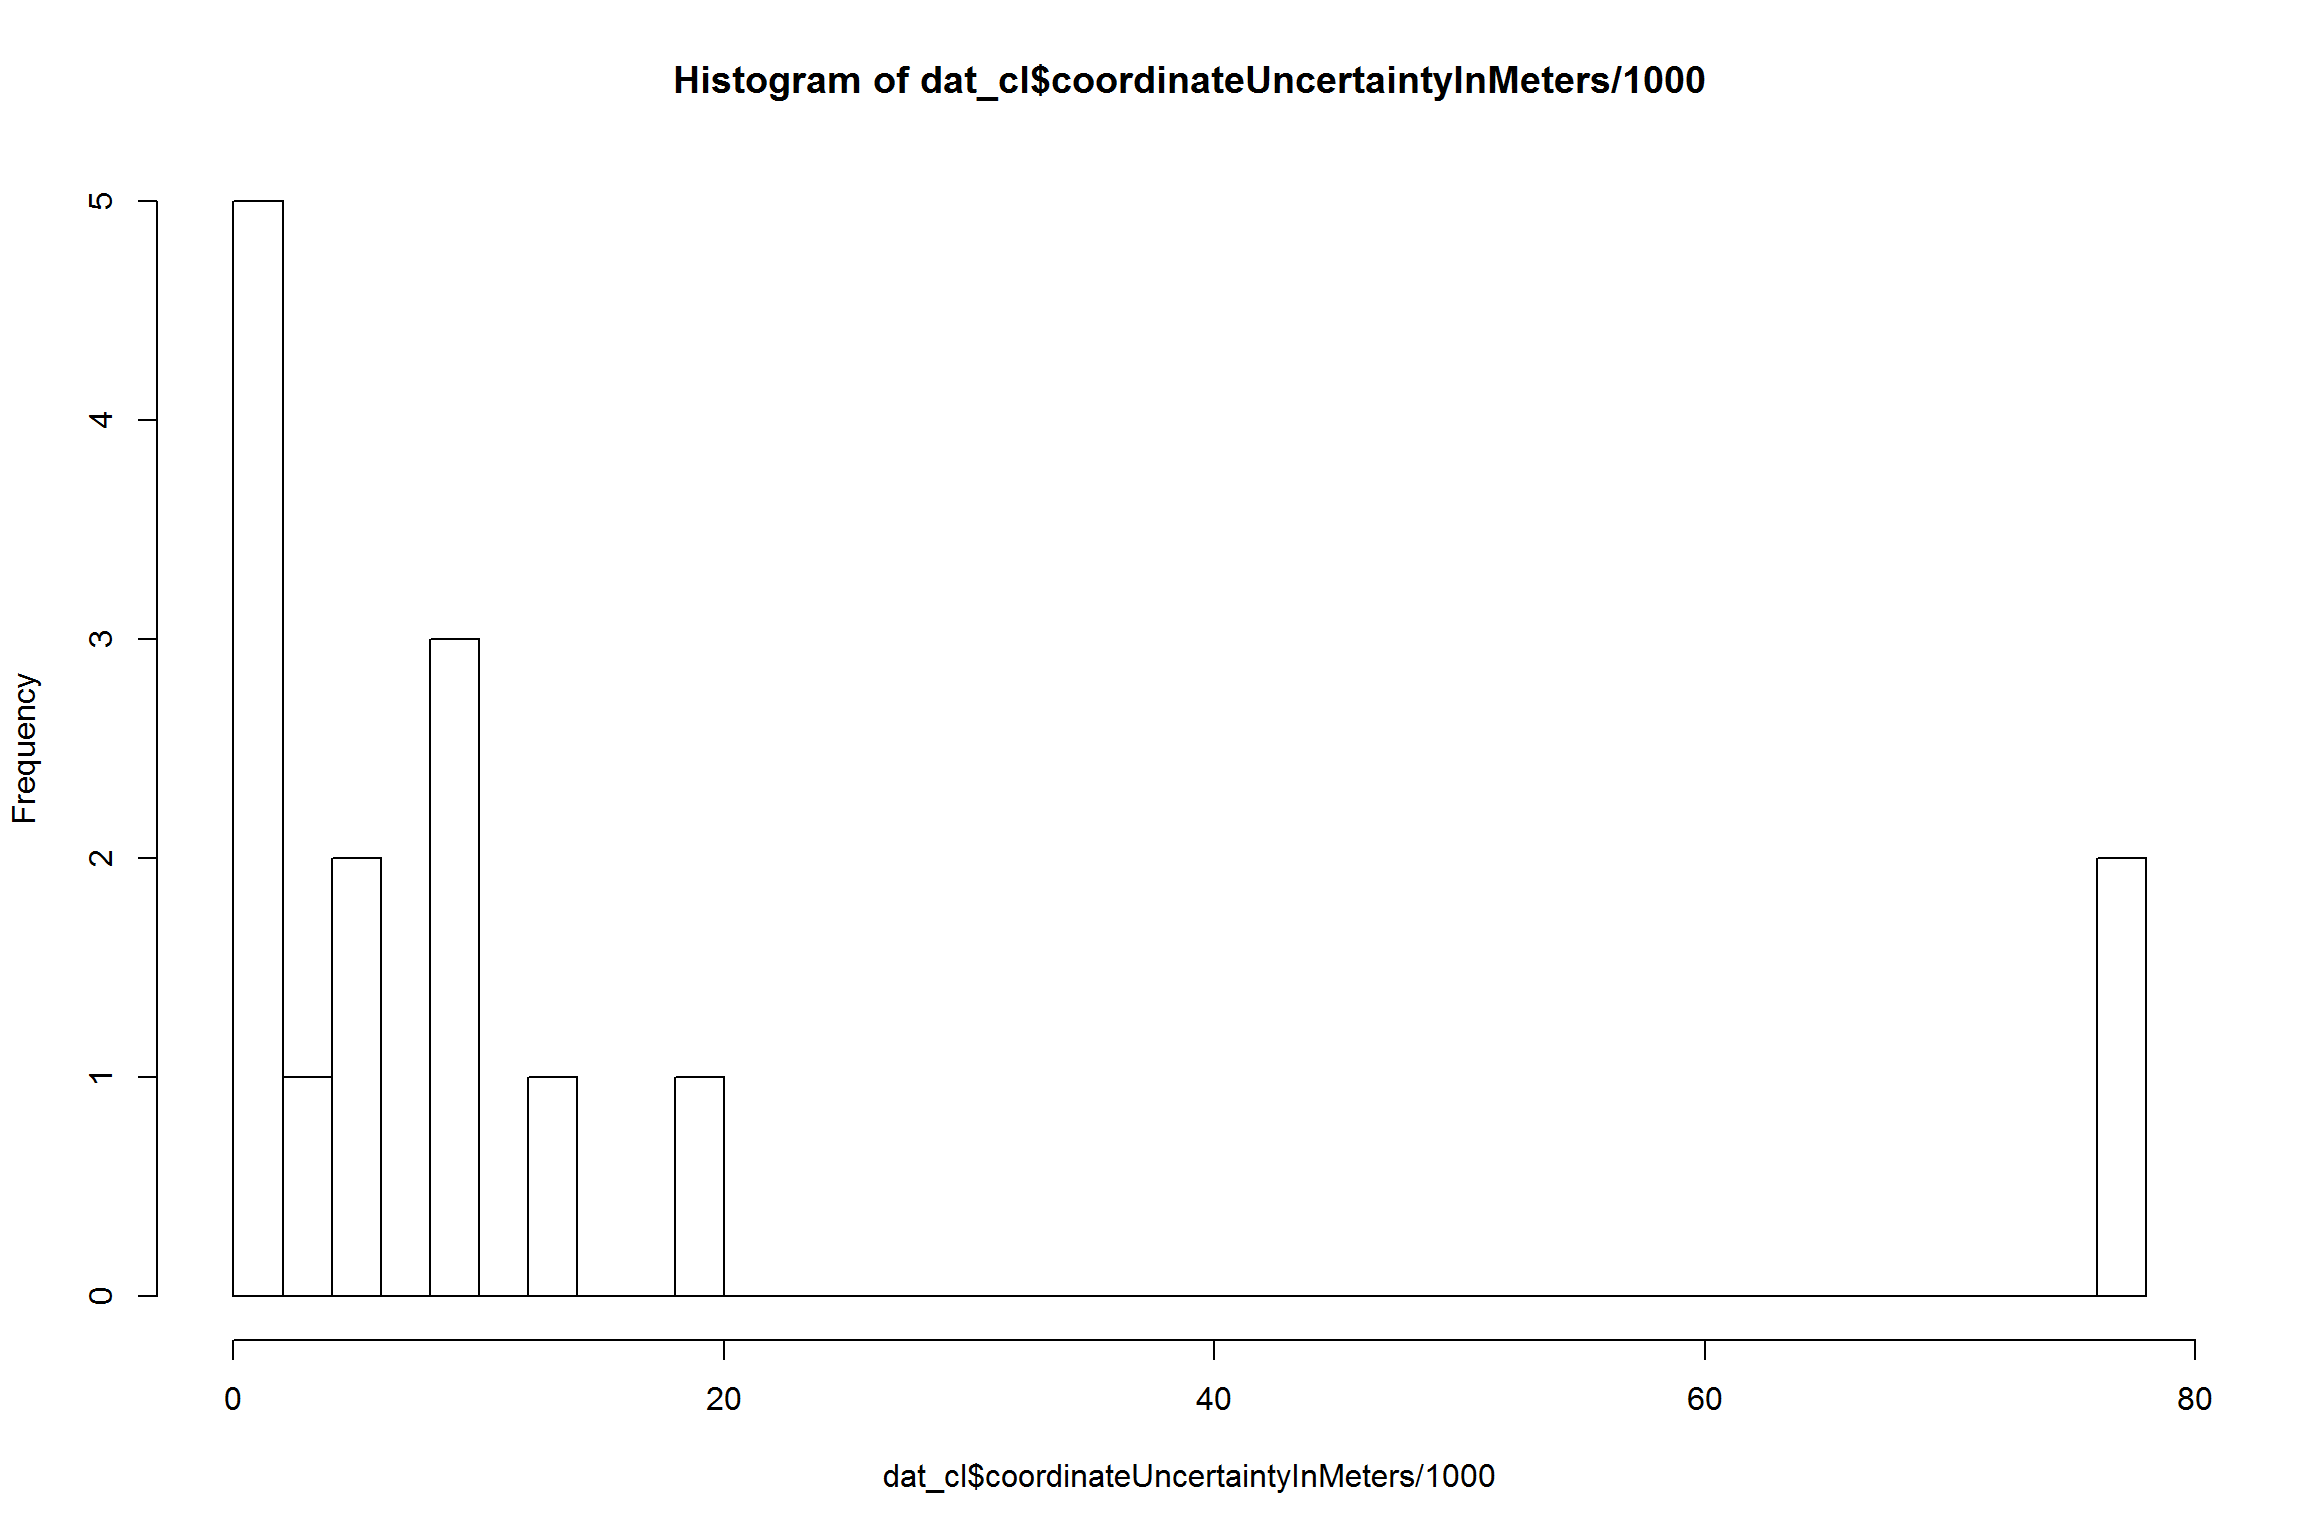 Histogram of dat_cl$coordinateUncertaintyInMeters/1000
5
4
3
2
1
0
Frequency
0 20 40 60 80
dat_cl$coordinateUncertaintyInMeters/1000